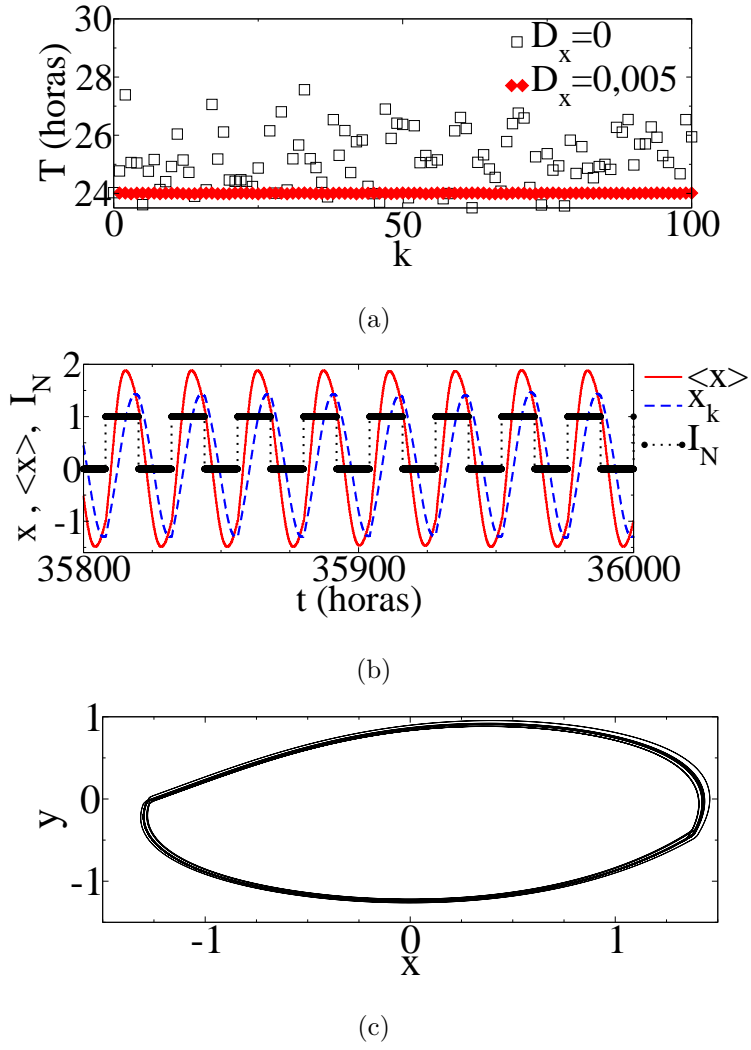 30
28
26
24
T (horas)
D_x=0
D_x=0,005
0
50
100
k
(a)
2
1
0
-1
x , <x>, I_N
<x>
x_k
I_N
35800
35900
36000
t (horas)
(b)
1
0
-1
y
-1
0
1
x
(c)